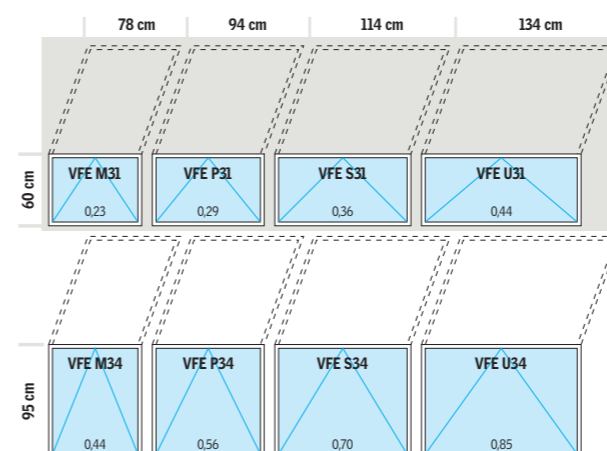 78 cm 94 cm 114 cm 134 cm
60 cm
VFE M31 VFE P31 VFE S31 VFE U31
0,23 0,29 0,36 0,44
95 cm
VFE M34 VFE P34 VFE S34 VFE U34
0,44 0,56 0,70 0,85